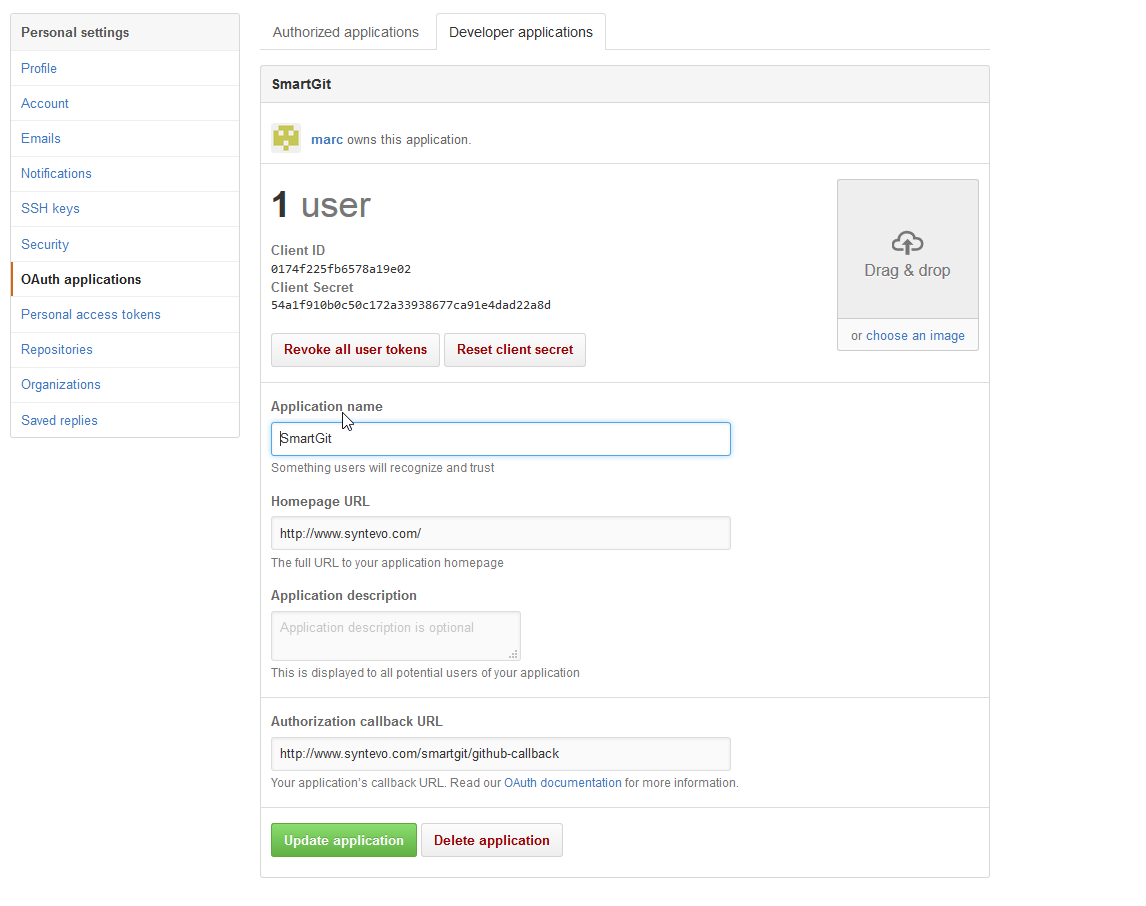 Personal settings
Profile
Account
Emails
Notifications
SSH keys
Security
OAuth applications
Personal access tokens
Repositories
Organizations
Saved replies
Authorized applications
Developer applications
SmartGit
marc owns this application.
1 user
Client ID
0174f225fb6578a19e02
Client Secret
54a1f910b0c50c172a33938677ca91e4dad22a8d
Revoke all user tokens
Reset client secret
Drag & drop
or choose an image
Application name
SmartGit
Something users will recognize and trust
Homepage URL
http://www.syntevo.com/
The full URL to your application homepage
Application description
Application description is optional
This is displayed to all potential users of your application
Authorization callback URL
http://www.syntevo.com/smartgit/github-callback
Your application's callback URL. Read our OAuth documentation for more information.
Update application
Delete application